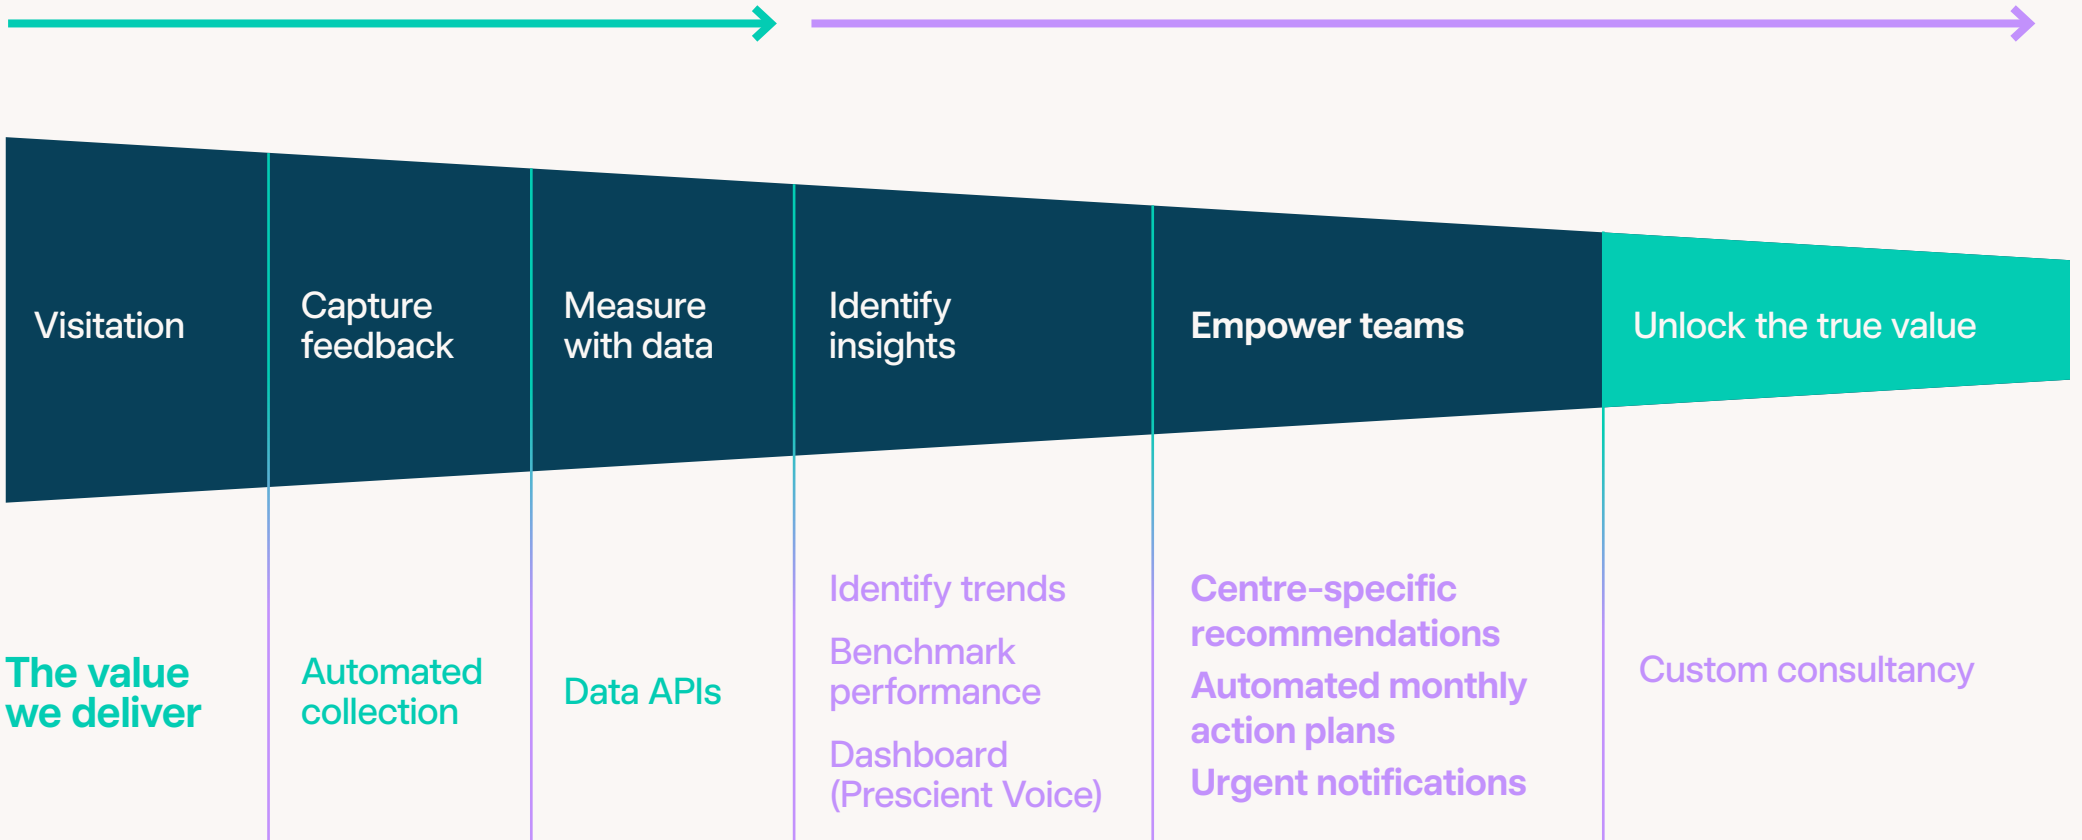 Visitation
Capture
feedback
Measure
with data
Identify
insights
Empower teams
Unlock the true value
The value
we deliver
Automated
collection
Data APIs
Identify trends
Benchmark
performance
Dashboard
(Prescient Voice)
Centre-specific
recommendations
Automated monthly
action plans
Urgent notifications
Custom consultancy